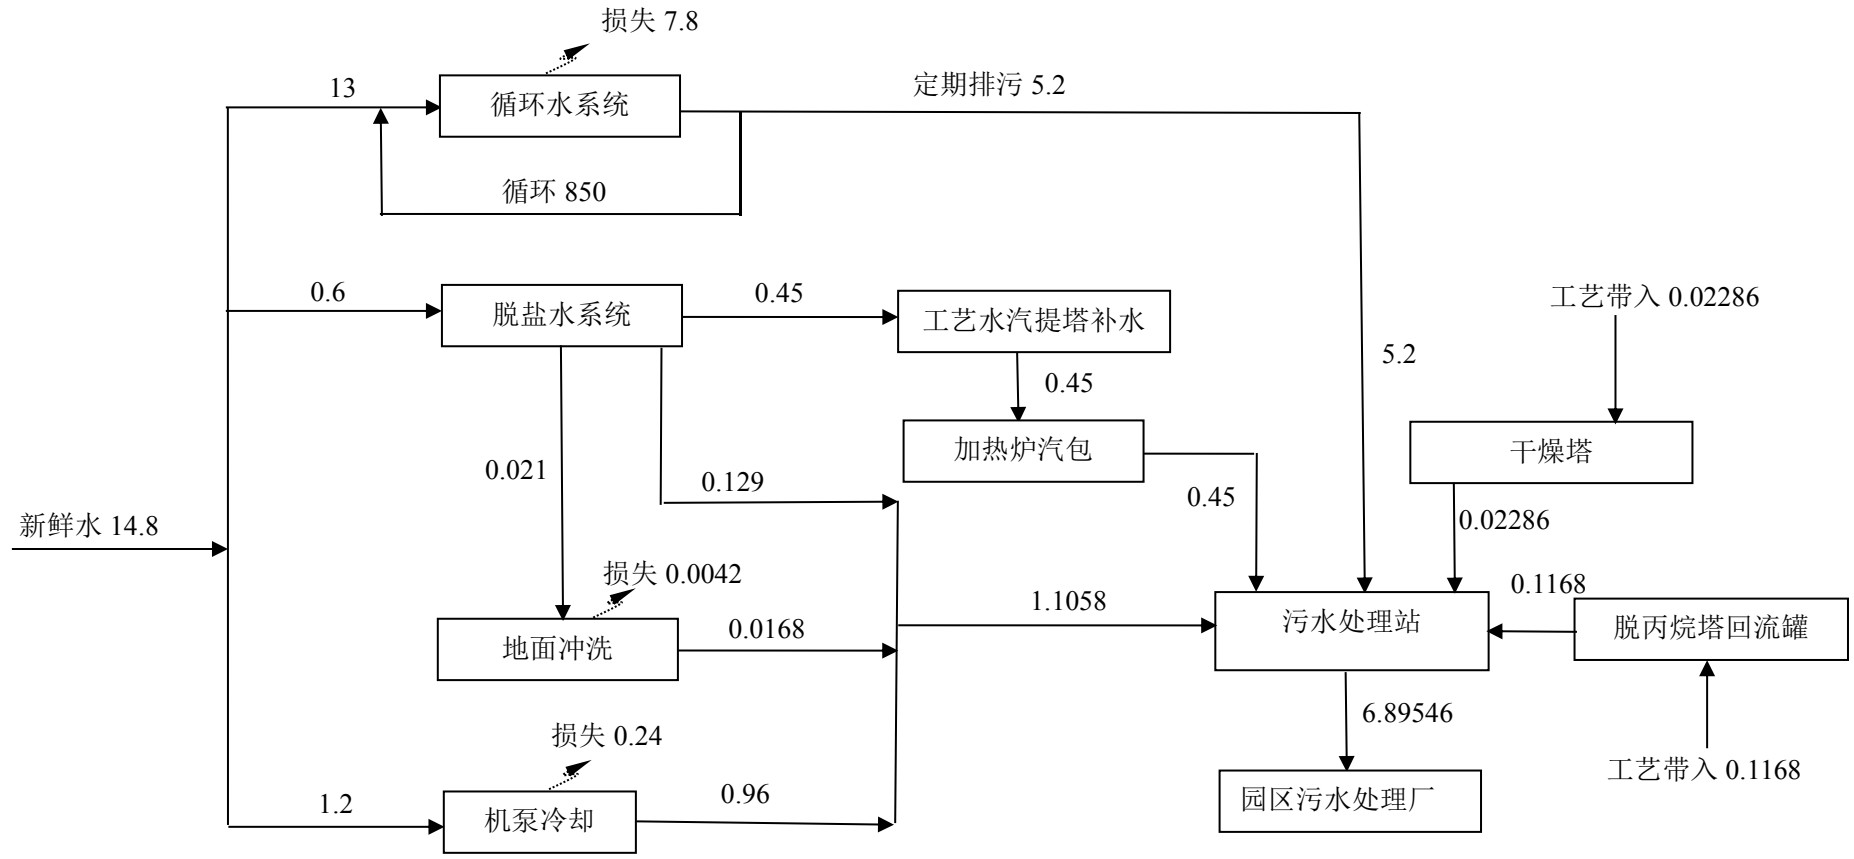 损失 7.8
13
循环水系统
定期排污 5.2
循环 850
0.6
脱盐水系统
0.45
工艺水汽提塔补水
工艺带入 0.02286
5.2
0.45
加热炉汽包
干燥塔
0.021
0.129
0.45
新鲜水 14.8
0.02286
损失 0.0042
0.1168
地面冲洗
0.0168
1.1058
污水处理站
脱丙烷塔回流罐
6.89546
损失 0.24
工艺带入 0.1168
1.2
机泵冷却
0.96
园区污水处理厂